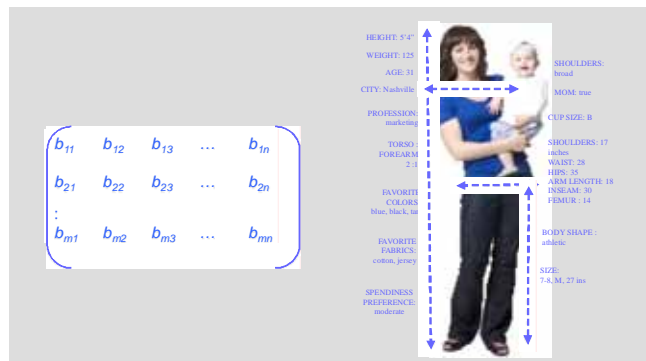 b11 b12 b13 … b1n
b21 b22 b23 … b2n
:
bm1 bm2 bm3 … bmn
HEIGHT: 5'4"
WEIGHT: 125
AGE: 31
CITY: Nashville
PROFESSION:
marketing
TORSO :
FOREARM
2 :1
FAVORITE
COLORS
blue, black, tan
FAVORITE
FABRICS:
cotton, jersey
SPENDINESS
PREFERENCE:
moderate
SHOULDERS:
broad
MOM: true
CUP SIZE: B
SHOULDERS: 17
inches
WAIST: 28
HIPS: 35
ARM LENGTH: 18
INSEAM: 30
FEMUR : 14
BODY SHAPE :
athletic
SIZE:
7-8, M, 27 ins